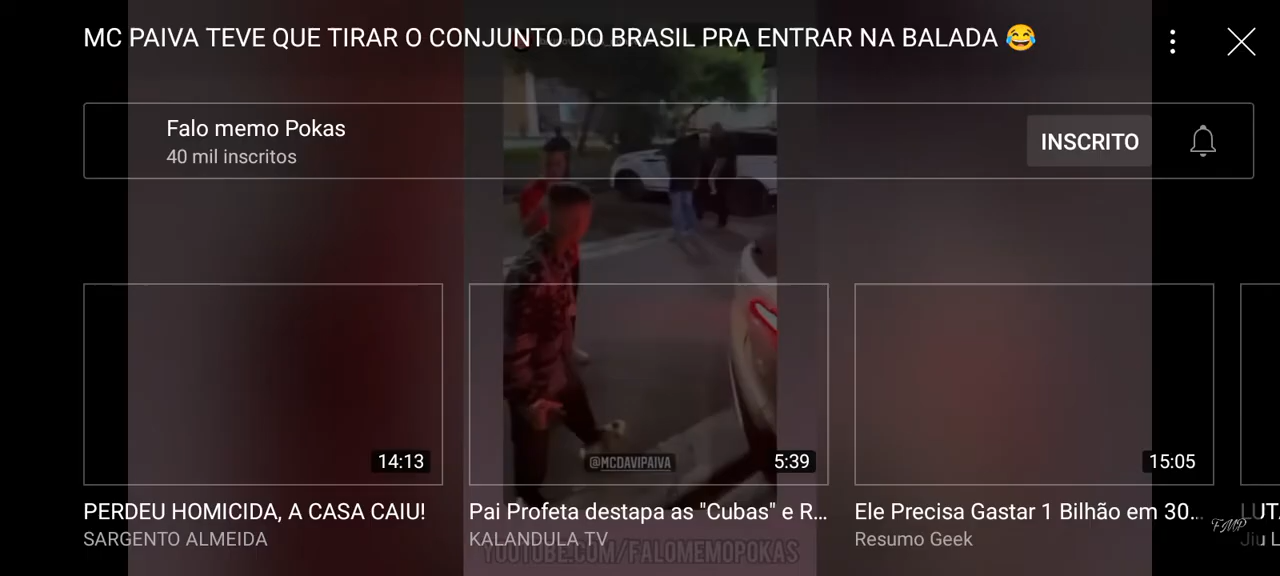 MC PAIVA TEVE QUE TIRAR O CONJUNTO DO BRASIL PRA ENTRAR NA BALADA 😂
Falo memo Pokas
40 mil inscritos
INSCRITO
14:13
5:39
15:05
@MCDAVIPAIVA
PERDEU HOMICIDA, A CASA CAIU!
Pai Profeta destapa as "Cubas" e R...
Ele Precisa Gastar 1 Bilhão em 30...
SARGENTO ALMEIDA
KALANDULA TV
Resumo Geek
Jiu L
YOUTUBE.COM/FALOMEMOPOKAS
FMP